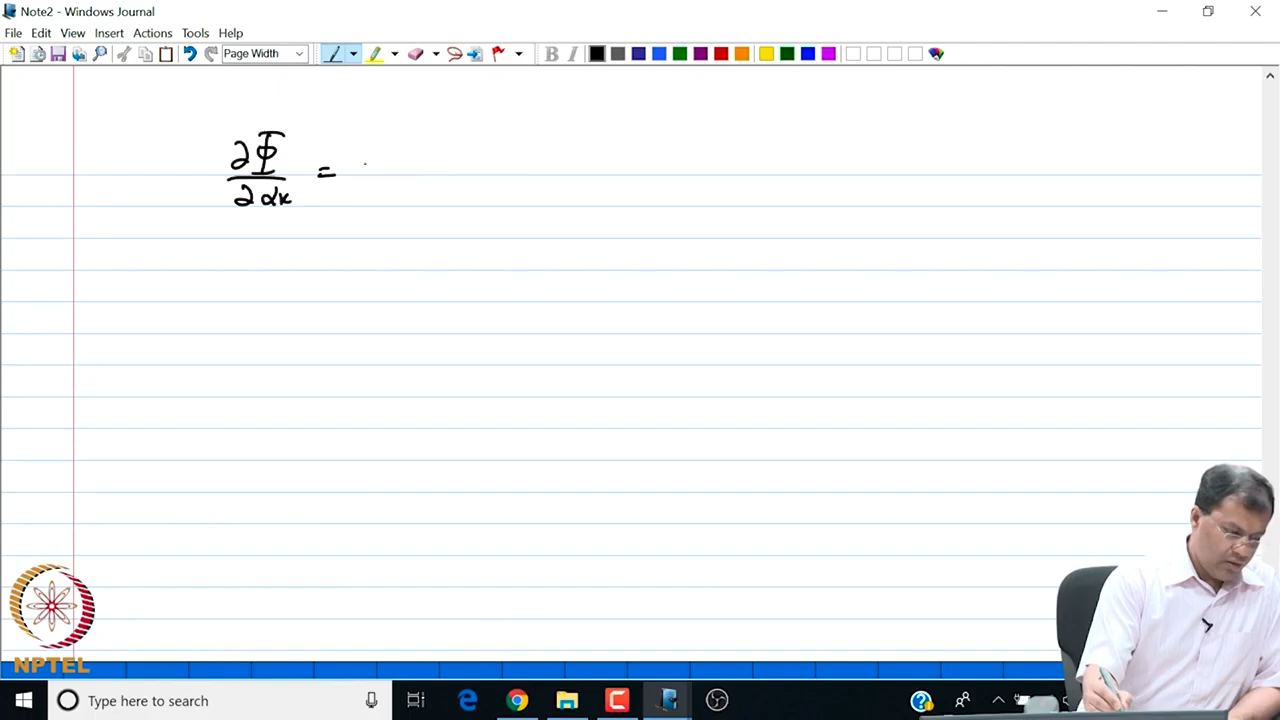 Note2 - Windows Journal
File Edit View Insert Actions Tools Help
Page Width B I
∂Φ
∂αk =
NPTEL
Type here to search